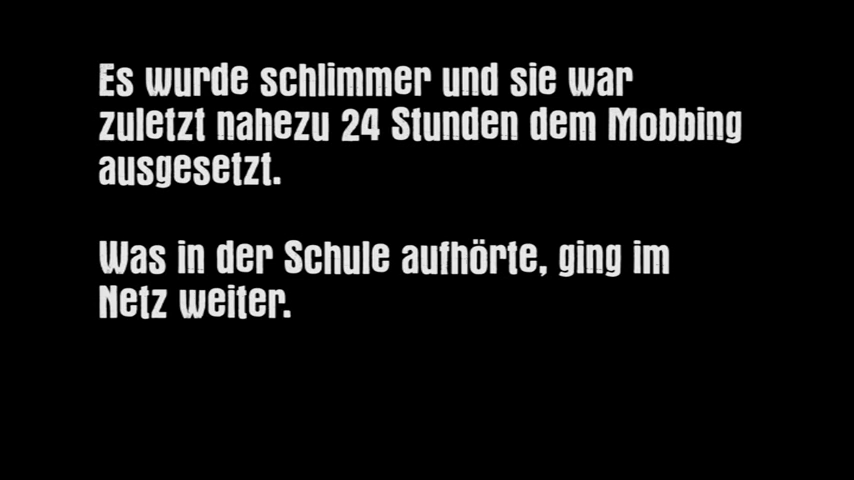 Es wurde schlimmer und sie war
zuletzt nahezu 24 Stunden dem Mobbing
ausgesetzt.
Was in der Schule aufhörte, ging im
Netz weiter.